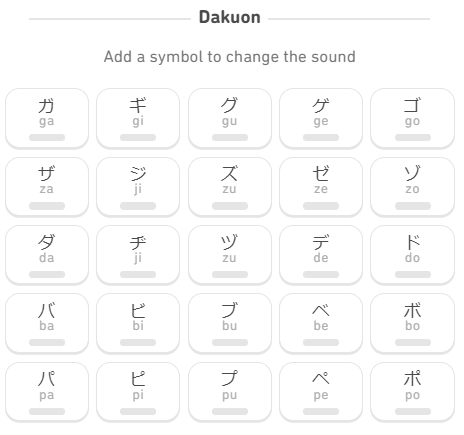 Dakuon
Add a symbol to change the sound
ガ ギ グ ゲ ゴ
ga gi gu ge go
ザ ジ ズ ゼ ゾ
za ji zu ze zo
ダ ヂ ヅ デ ド
da ji zu de do
バ ビ ブ ベ ボ
ba bi bu be bo
パ ピ プ ペ ポ
pa pi pu pe po